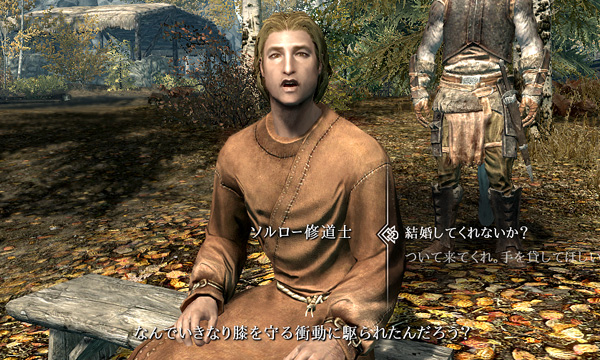 ソルロー修道士
結婚してくれないか?
ついて来てくれ。手を貸してほしい
なんでいきなり膝を守る衝動に駆られたんだろう?